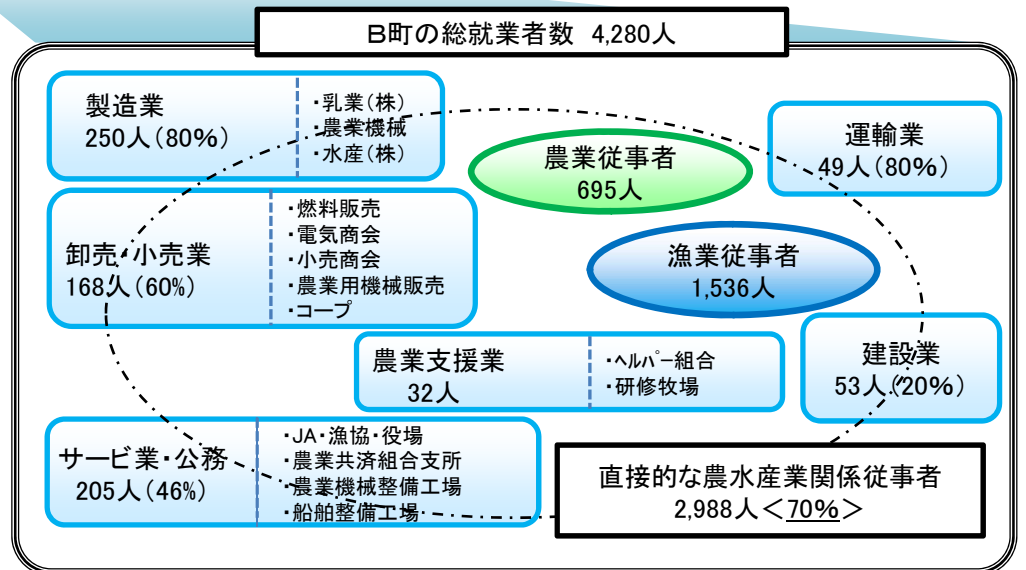 B町の総就業者数 4,280人
製造業
250人(80%)
・乳業(株)
・農業機械
・水産(株)
農業従事者
695人
運輸業
49人(80%)
卸売・小売業
168人(60%)
・燃料販売
・電気商会
・小売商会
・農業用機械販売
・コープ
漁業従事者
1,536人
農業支援業
32人
・ヘルパー組合
・研修牧場
建設業
53人(20%)
サービ業・公務
205人(46%)
・JA・漁協・役場
・農業共済組合支所
・農業機械整備工場
・船舶整備工場
直接的な農水産業関係従事者
2,988人<70%>